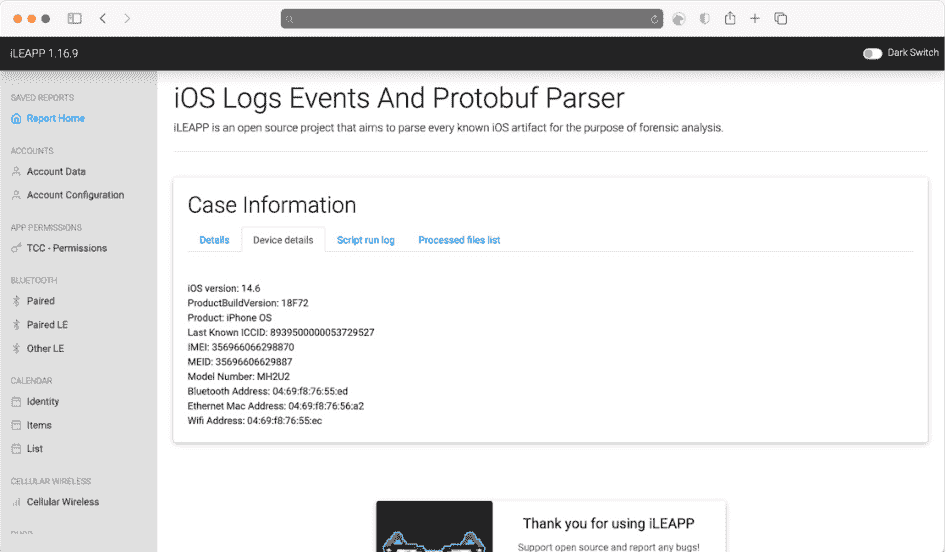 iLEAPP 1.16.9
Dark Switch
SAVED REPORTS
Report Home
ACCOUNTS
Account Data
Account Configuration
APP PERMISSIONS
TCC - Permissions
BLUETOOTH
Paired
Paired LE
Other LE
CALENDAR
Identity
Items
List
CELLULAR WIRELESS
Cellular Wireless
iOS Logs Events And Protobuf Parser
iLEAPP is an open source project that aims to parse every known iOS artifact for the purpose of forensic analysis.
Case Information
Details Device details Script run log Processed files list
iOS version: 14.6
ProductBuildVersion: 18F72
Product: iPhone OS
Last Known ICCID: 8939500000053729527
IMEI: 356966066298870
MEID: 35696606629887
Model Number: MH2U2
Bluetooth Address: 04:69:f8:76:55:ed
Ethernet Mac Address: 04:69:f8:76:56:a2
Wifi Address: 04:69:f8:76:55:ec
Thank you for using iLEAPP
Support open source and report any bugs!